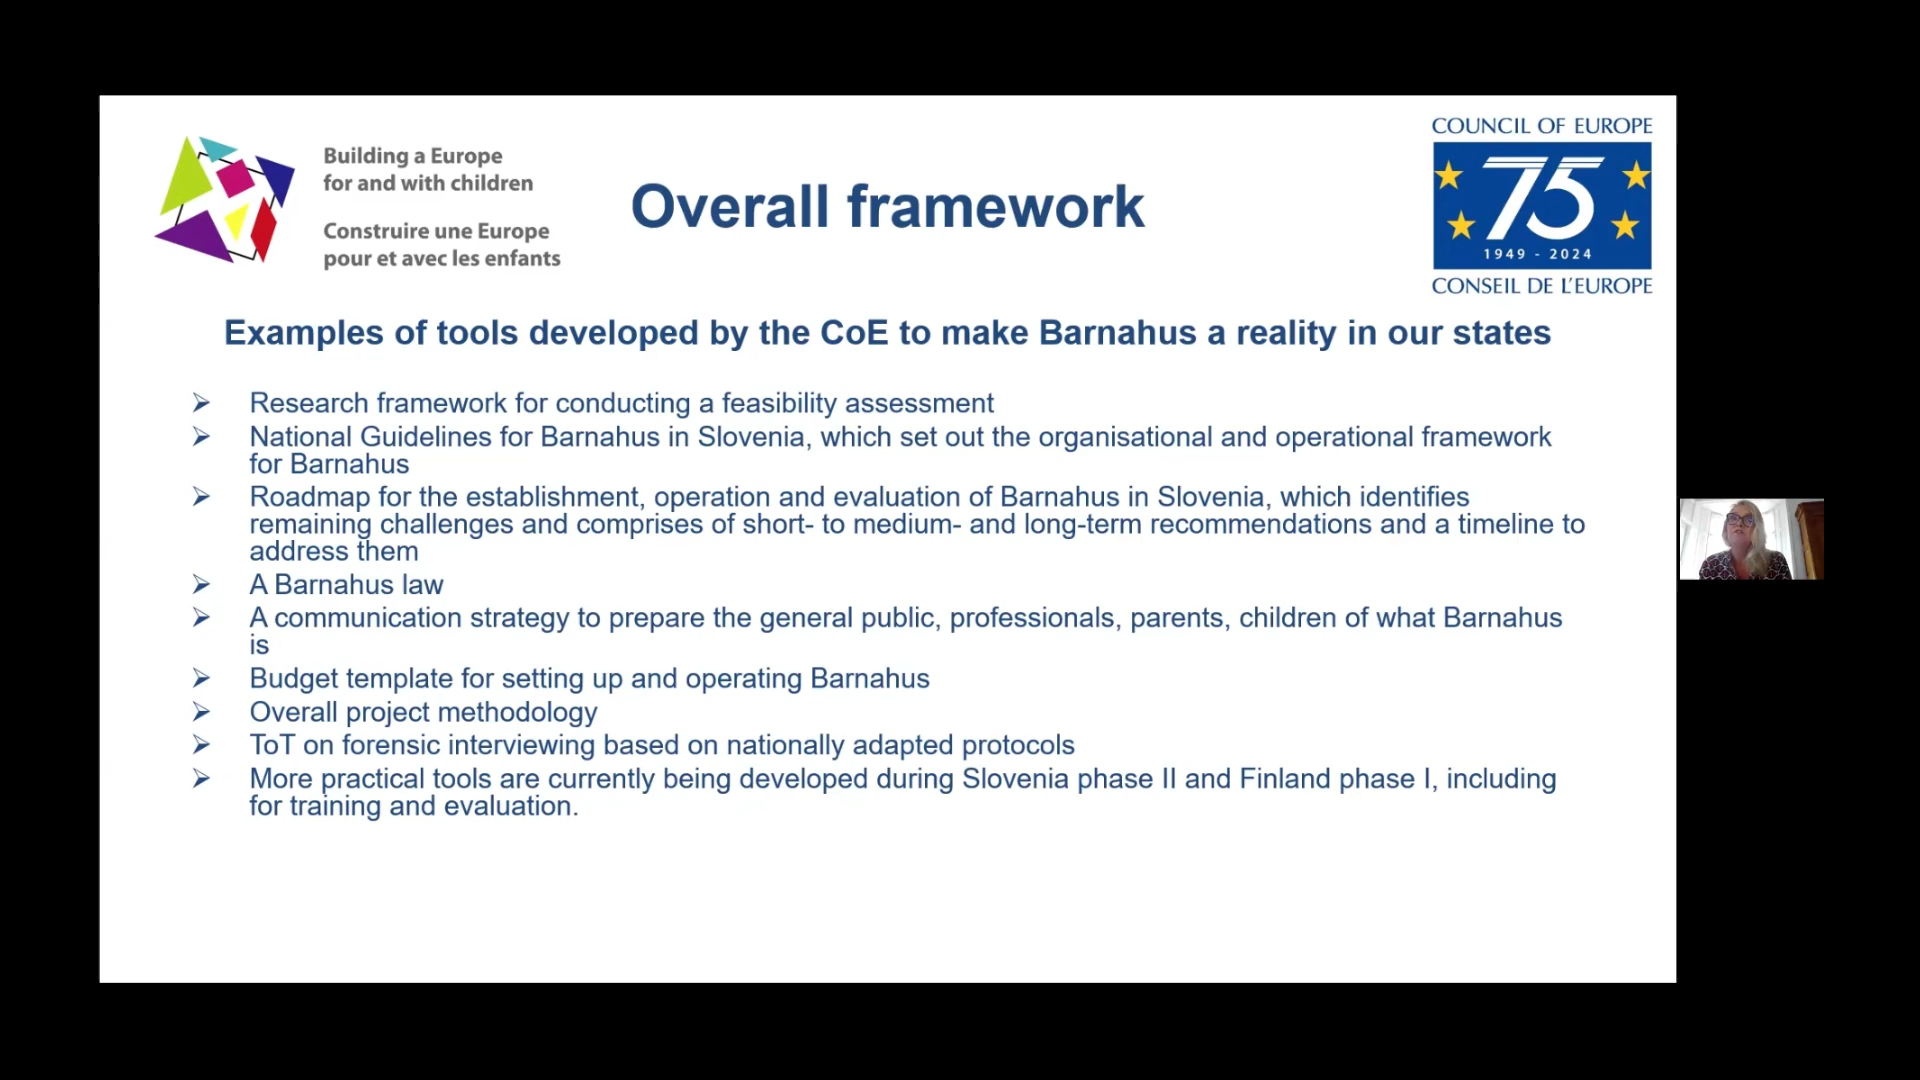 Building a Europe
for and with children
Construire une Europe
pour et avec les enfants
Overall framework
COUNCIL OF EUROPE
75
1949 - 2024
CONSEIL DE L'EUROPE
Examples of tools developed by the CoE to make Barnahus a reality in our states
➢ Research framework for conducting a feasibility assessment
➢ National Guidelines for Barnahus in Slovenia, which set out the organisational and operational framework
for Barnahus
➢ Roadmap for the establishment, operation and evaluation of Barnahus in Slovenia, which identifies
remaining challenges and comprises of short- to medium- and long-term recommendations and a timeline to
address them
➢ A Barnahus law
➢ A communication strategy to prepare the general public, professionals, parents, children of what Barnahus
is
➢ Budget template for setting up and operating Barnahus
➢ Overall project methodology
➢ ToT on forensic interviewing based on nationally adapted protocols
➢ More practical tools are currently being developed during Slovenia phase II and Finland phase I, including
for training and evaluation.